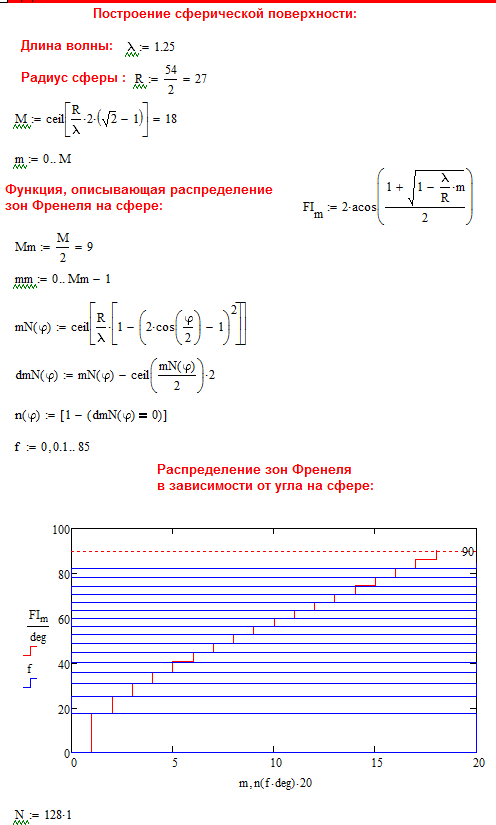 Построение сферической поверхности:
Длина волны: λ := 1.25
Радиус сферы : R := 54/2 = 27
M := ceil[R/λ·2·(√2 − 1)] = 18
m := 0.. M
Функция, описывающая распределение
зон Френеля на сфере:
FI_m := 2·acos((1 + √(1 − λ/R·m))/2)
Mm := M/2 = 9
mm := 0.. Mm − 1
mN(φ) := ceil[R/λ·[1 − (2·cos(φ/2) − 1)^2]]
dmN(φ) := mN(φ) − ceil(mN(φ)/2)·2
n(φ) := [1 − (dmN(φ) = 0)]
f := 0, 0.1.. 85
Распределение зон Френеля
в зависимости от угла на сфере:
100
90
80
60
FI_m/deg
40
f
20
0
0 5 10 15 20
m, n(f·deg)·20
N := 128·1